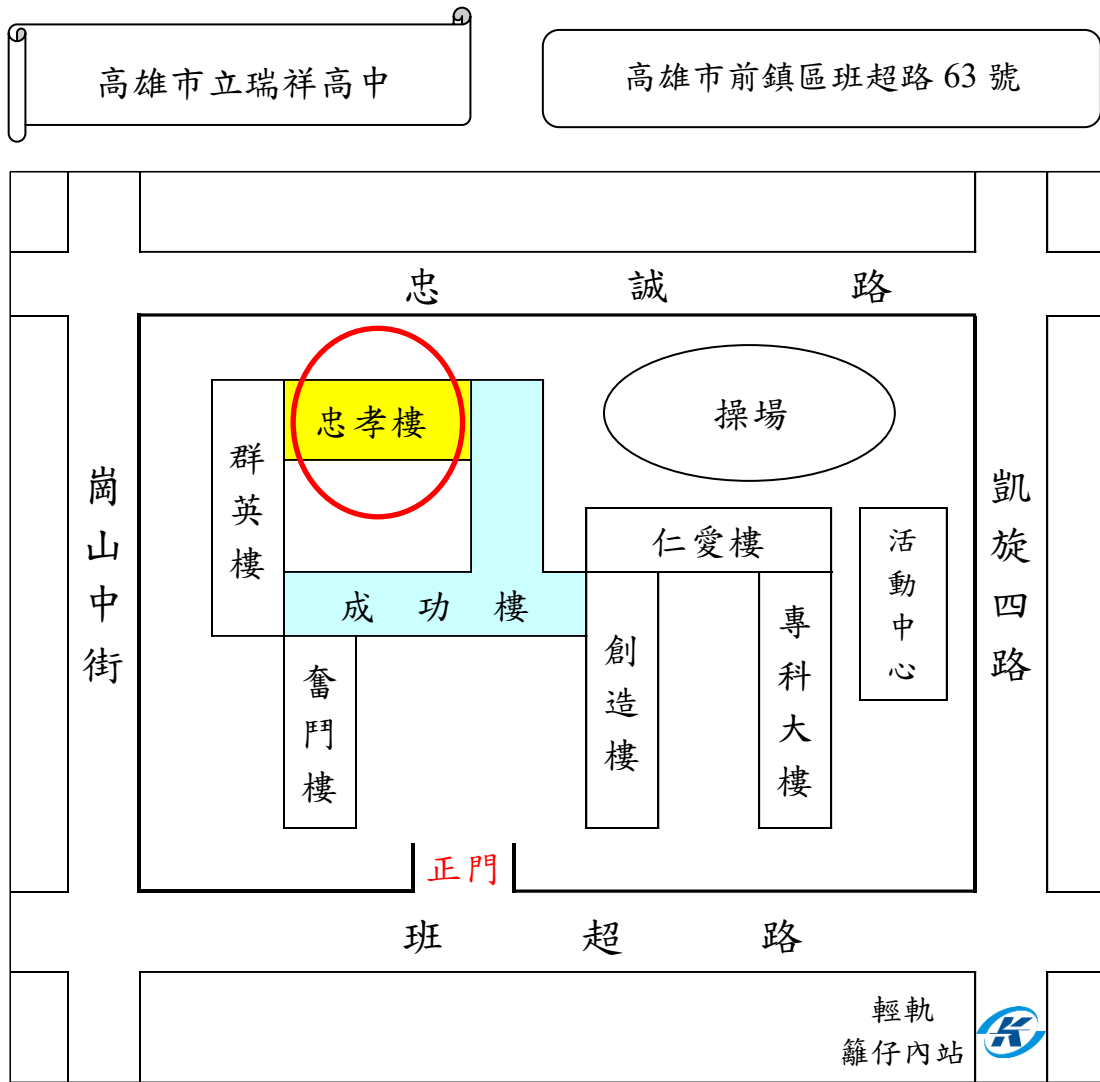 高雄市立瑞祥高中
高雄市前鎮區班超路 63 號
忠誠路
忠孝樓
操場
群英樓
崗山中街
凱旋四路
仁愛樓
活動中心
成功樓
創造樓
專科大樓
奮鬥樓
正門
班超路
輕軌
籬仔內站
K